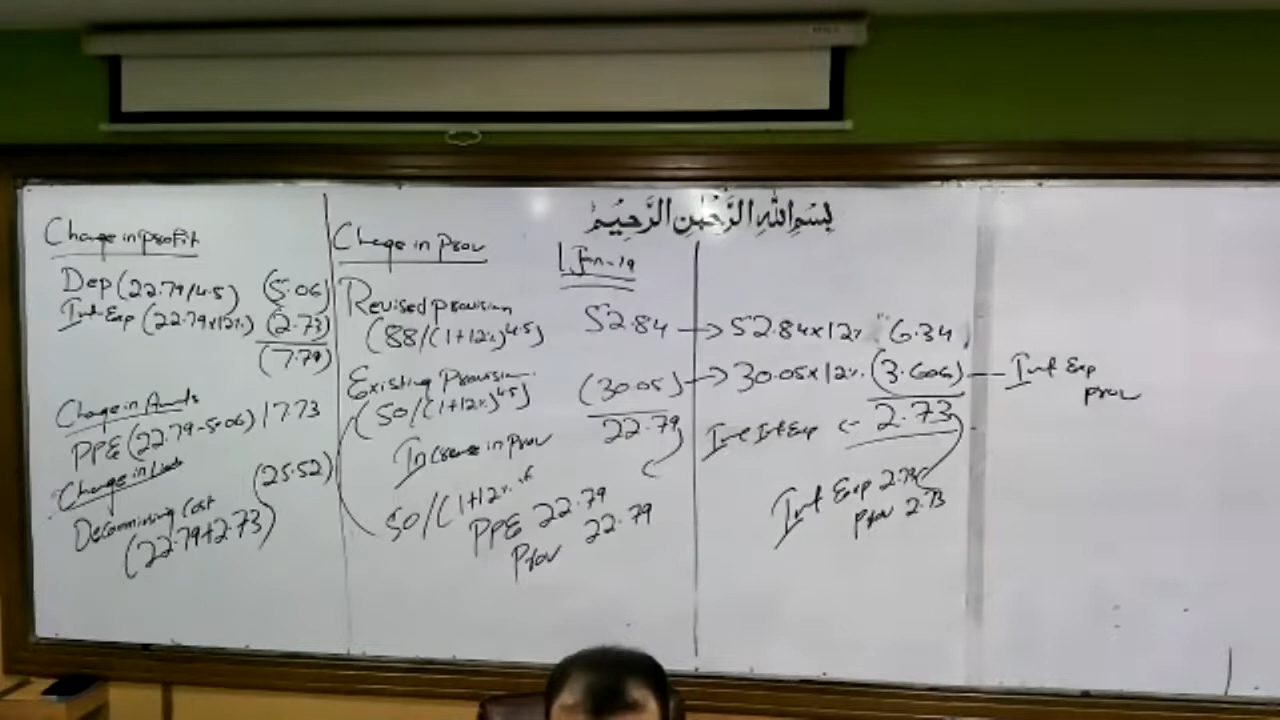 بِسْمِ اللهِ الرَّحْمٰنِ الرَّحِيْمِ
Change in Profit
Dep (22.79/4.5) (5.06)
Int Exp (22.79x12%) (2.73)
(7.79)
Change in Assets
PPE (22.79-5.06) 17.73
Change in Liab
(25.52)
Decommissing Cost
(22.79+2.73)
Change in Prov
1 Jan-19
Revised provision
(88/(1+12%)^4.5) 52.84
Existing Provision
(50/(1+12%)^4.5) (30.05)
22.79
Increase in Prov
50/(1+12%
PPE 22.79
Prov 22.79
→ 52.84x12% 6.34
→ 30.05x12% (3.606) — Int Exp
Prov
Int Exp ← 2.73
Int Exp 2.73
Prov 2.73